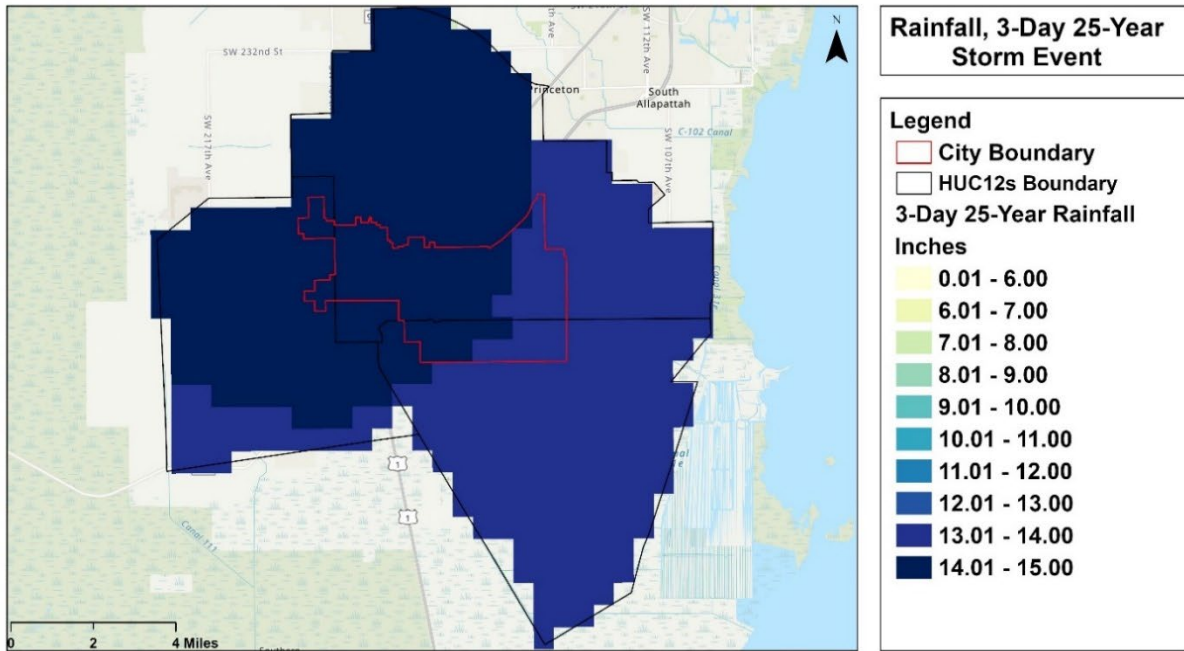 SW 232nd St
SW 217th Ave
SW 112th Ave
Princeton
South
Allapattah
C-102 Canal
SW 107th Ave
Canal 31e
1
1
Canal 111
0 2 4 Miles
Southern
N
Rainfall, 3-Day 25-Year
Storm Event
Legend
City Boundary
HUC12s Boundary
3-Day 25-Year Rainfall
Inches
0.01 - 6.00
6.01 - 7.00
7.01 - 8.00
8.01 - 9.00
9.01 - 10.00
10.01 - 11.00
11.01 - 12.00
12.01 - 13.00
13.01 - 14.00
14.01 - 15.00